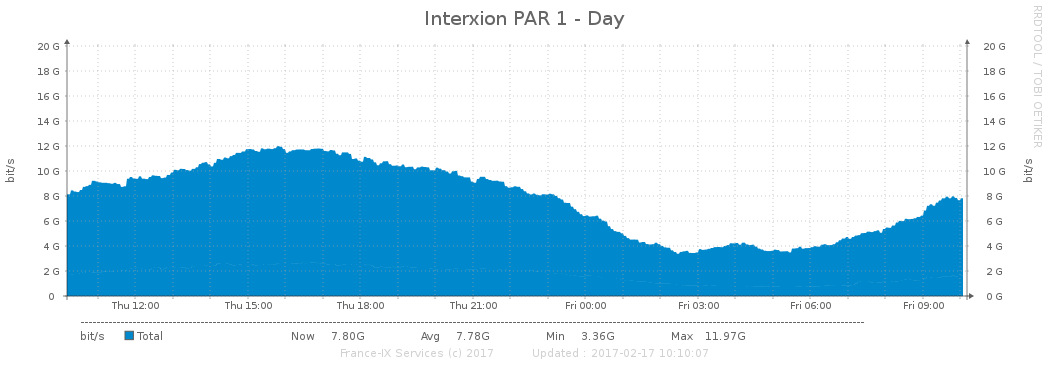 Interxion PAR 1 - Day
RRDTOOL / TOBI OETIKER
bit/s
20 G 20 G
18 G 18 G
16 G 16 G
14 G 14 G
12 G 12 G
10 G 10 G
8 G 8 G
6 G 6 G
4 G 4 G
2 G 2 G
0 0 G
bit/s
Thu 12:00 Thu 15:00 Thu 18:00 Thu 21:00 Fri 00:00 Fri 03:00 Fri 06:00 Fri 09:00
bit/s Total Now 7.80G Avg 7.78G Min 3.36G Max 11.97G
France-IX Services (c) 2017 Updated : 2017-02-17 10:10:07